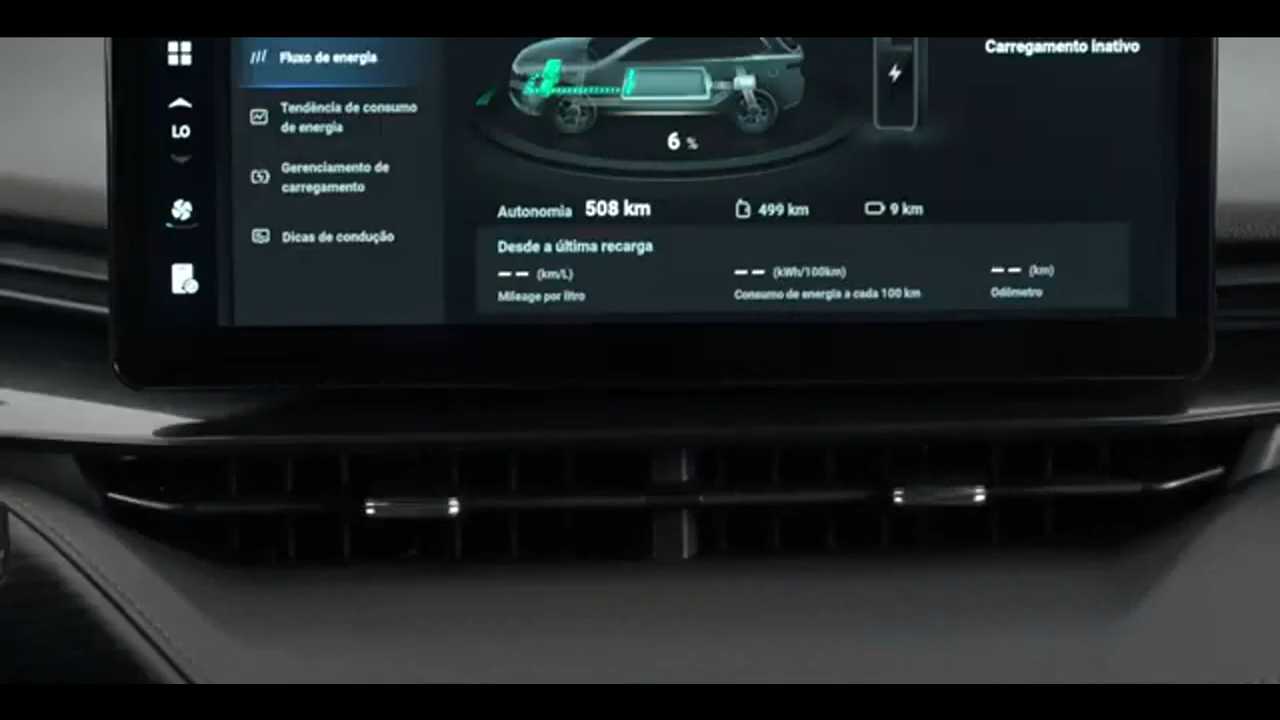 Fluxo de energia
Carregamento inativo
Tendência de consumo
de energia
LO
6 %
Gerenciamento de
carregamento
Autonomia 508 km 499 km 9 km
Dicas de condução
Desde a última recarga
-- (km/L) -- (kWh/100km) -- (km)
Mileage por litro Consumo de energia a cada 100 km Odômetro